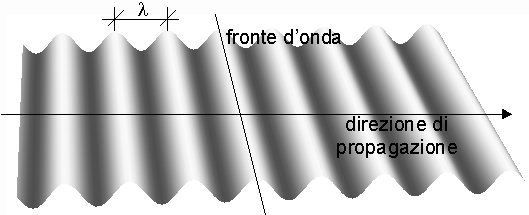 λ
fronte d'onda
direzione di
propagazione